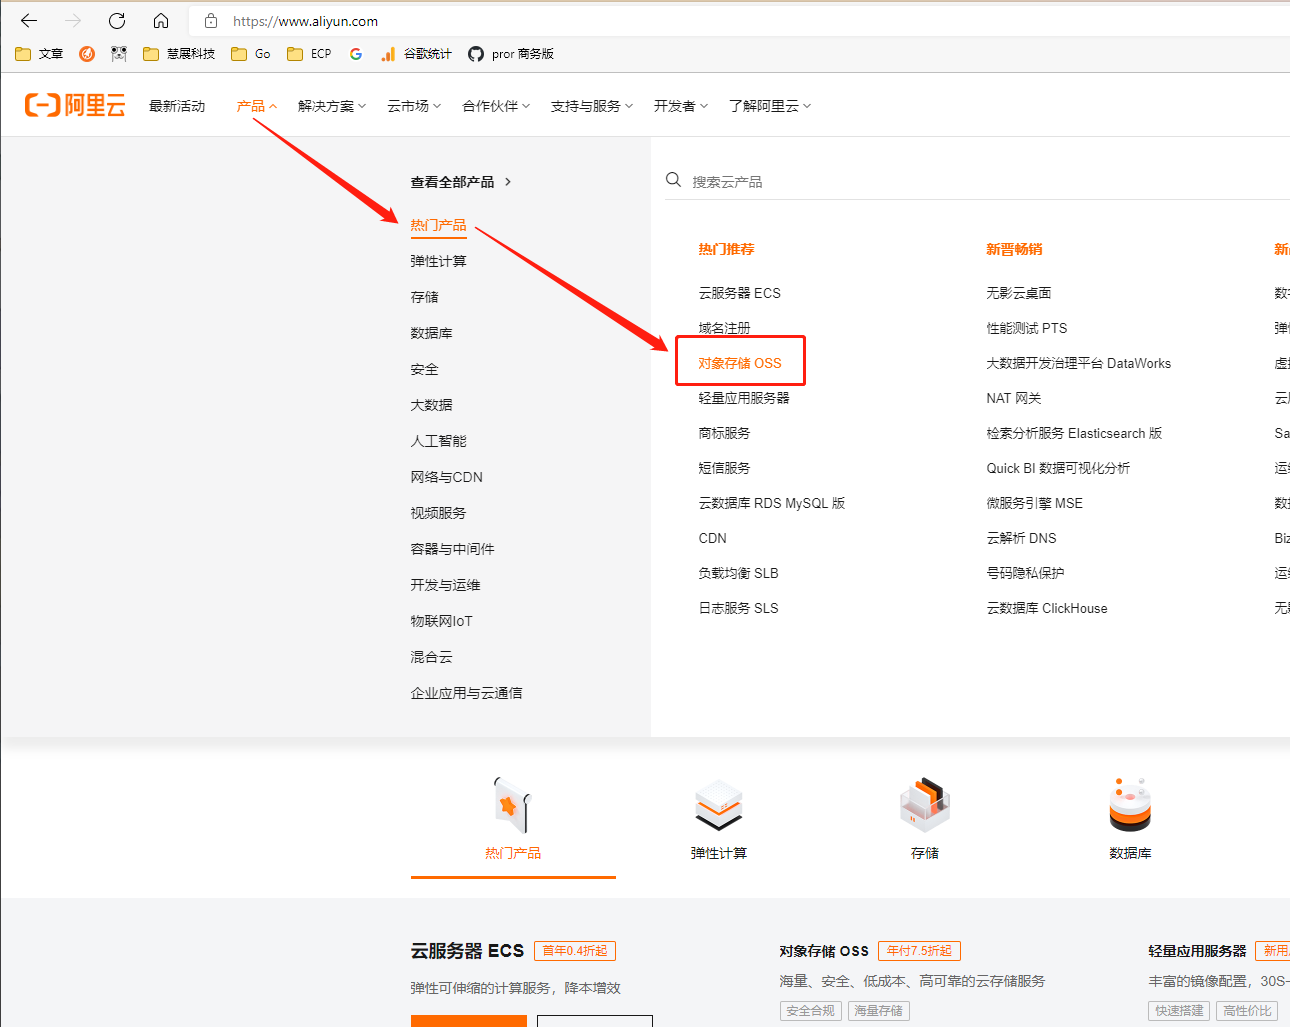 https://www.aliyun.com
文章
慧展科技
Go
ECP
谷歌统计
pror 商务版
阿里云
最新活动
产品
解决方案
云市场
合作伙伴
支持与服务
开发者
了解阿里云
查看全部产品
热门产品
弹性计算
存储
数据库
安全
大数据
人工智能
网络与CDN
视频服务
容器与中间件
开发与运维
物联网IoT
混合云
企业应用与云通信
搜索云产品
热门推荐
云服务器 ECS
域名注册
对象存储 OSS
轻量应用服务器
商标服务
短信服务
云数据库 RDS MySQL 版
CDN
负载均衡 SLB
日志服务 SLS
新晋畅销
无影云桌面
性能测试 PTS
大数据开发治理平台 DataWorks
NAT 网关
检索分析服务 Elasticsearch 版
Quick BI 数据可视化分析
微服务引擎 MSE
云解析 DNS
号码隐私保护
云数据库 ClickHouse
数
弹
虚
云
Sa
运
数
Biz
运
无
热门产品
弹性计算
存储
数据库
云服务器 ECS 首年0.4折起
弹性可伸缩的计算服务，降本增效
对象存储 OSS 年付7.5折起
海量、安全、低成本、高可靠的云存储服务
安全合规 海量存储
轻量应用服务器 新用
丰富的镜像配置，30S-
快速搭建 高性价比